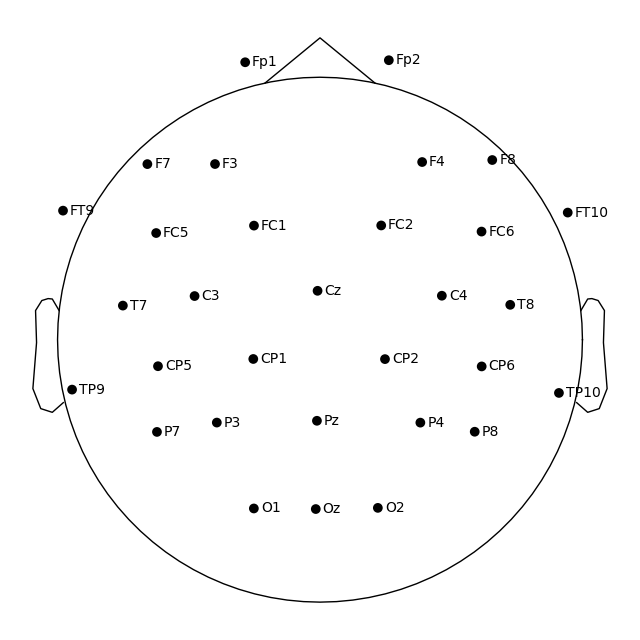 Fp1 Fp2
F7 F3 F4 F8
FT9 FT10
FC5 FC1 FC2 FC6
T7 C3 Cz C4 T8
CP5 CP1 CP2 CP6
TP9 TP10
P7 P3 Pz P4 P8
O1 Oz O2